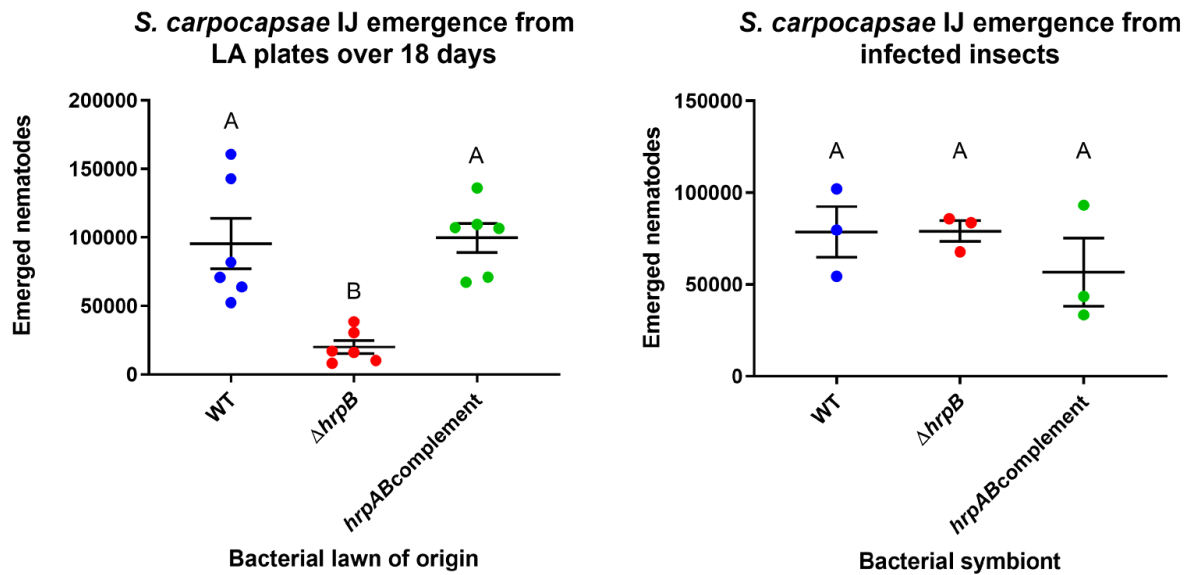 S. carpocapsae IJ emergence from
LA plates over 18 days
Emerged nematodes
200000
150000
100000
50000
0
A
B
A
WT
ΔhrpB
hrpABcomplement
Bacterial lawn of origin
S. carpocapsae IJ emergence from
infected insects
Emerged nematodes
150000
100000
50000
0
A
A
A
WT
ΔhrpB
hrpABcomplement
Bacterial symbiont